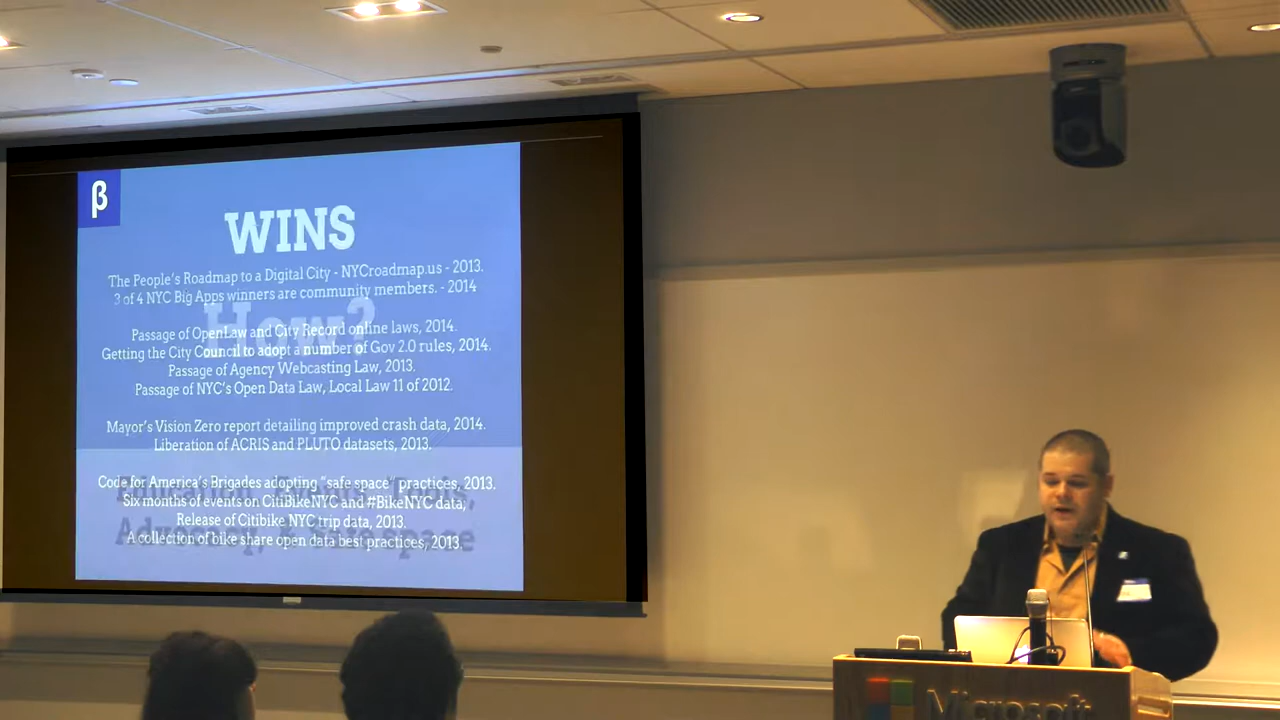 β
WINS
The People's Roadmap to a Digital City - NYCroadmap.us - 2013.
3 of 4 NYC Big Apps winners are community members. - 2014
How?
Passage of OpenLaw and City Record online laws, 2014.
Getting the City Council to adopt a number of Gov 2.0 rules, 2014.
Passage of Agency Webcasting Law, 2013.
Passage of NYC's Open Data Law, Local Law 11 of 2012.
Mayor's Vision Zero report detailing improved crash data, 2014.
Liberation of ACRIS and PLUTO datasets, 2013.
Code for America's Brigades adopting "safe space" Practices, 2013.
Six months of events on CitiBikeNYC and #BikeNYC data;
Release of Citibike NYC trip data, 2013.
A collection of bike share open data best practices, 2013.
Advocacy, space
Microsoft